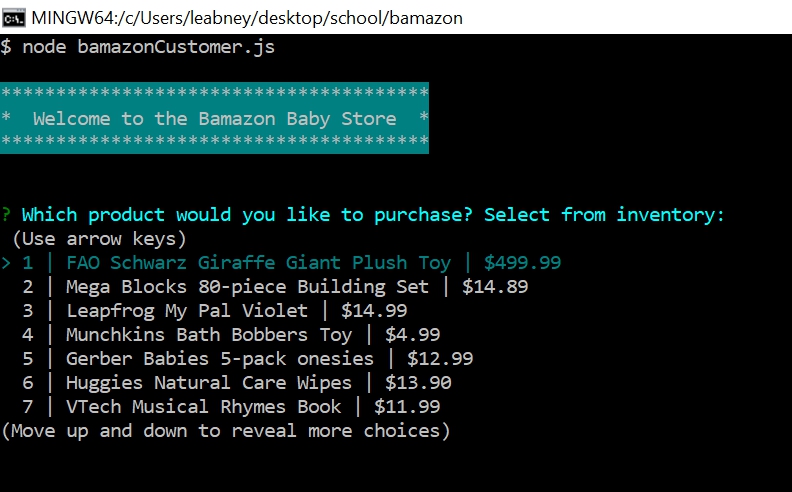 MINGW64:/c/Users/leabney/desktop/school/bamazon
$ node bamazonCustomer.js
***************************************
*  Welcome to the Bamazon Baby Store  *
***************************************
? Which product would you like to purchase? Select from inventory:
 (Use arrow keys)
> 1 | FAO Schwarz Giraffe Giant Plush Toy | $499.99
  2 | Mega Blocks 80-piece Building Set | $14.89
  3 | Leapfrog My Pal Violet | $14.99
  4 | Munchkins Bath Bobbers Toy | $4.99
  5 | Gerber Babies 5-pack onesies | $12.99
  6 | Huggies Natural Care Wipes | $13.90
  7 | VTech Musical Rhymes Book | $11.99
(Move up and down to reveal more choices)